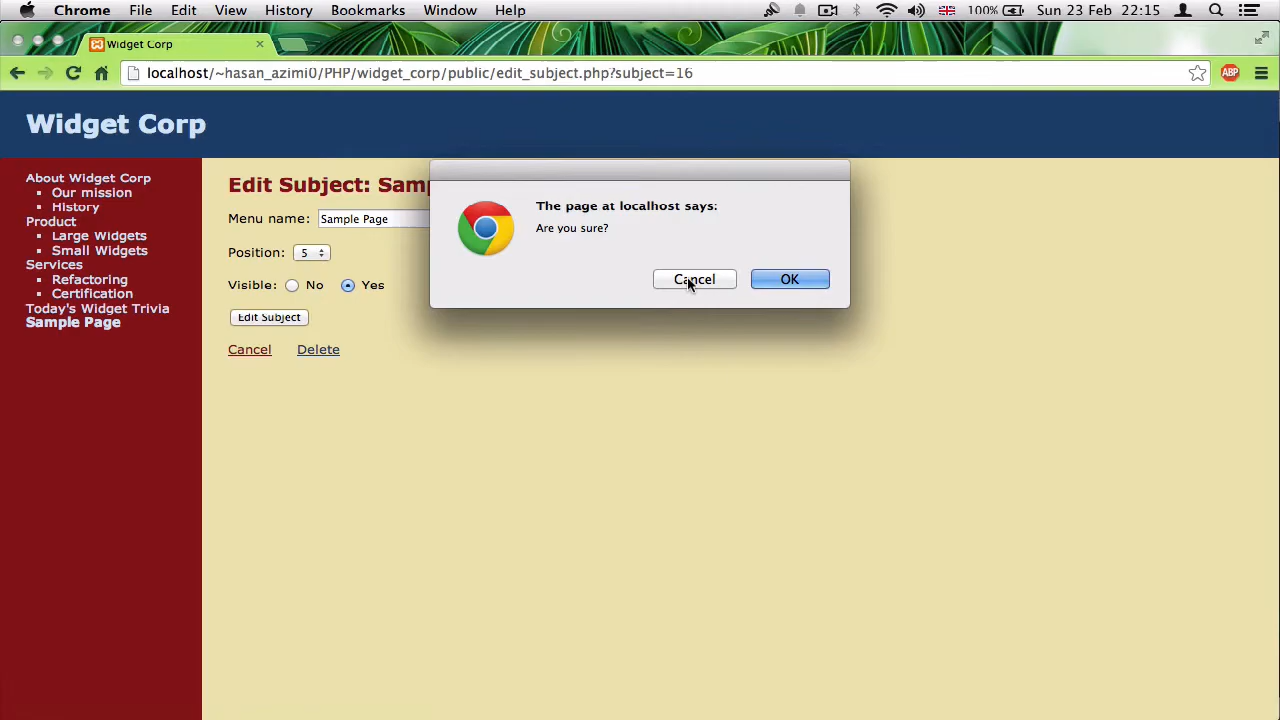 Chrome File Edit View History Bookmarks Window Help 100% Sun 23 Feb 22:15
Widget Corp
localhost/~hasan_azimi0/PHP/widget_corp/public/edit_subject.php?subject=16 ABP
Widget Corp
About Widget Corp
Our mission
History
Product
Large Widgets
Small Widgets
Services
Refactoring
Certification
Today's Widget Trivia
Sample Page
Edit Subject: Samp
Menu name: Sample Page
Position: 5
Visible: No Yes
Edit Subject
Cancel Delete
The page at localhost says:
Are you sure?
Cancel OK